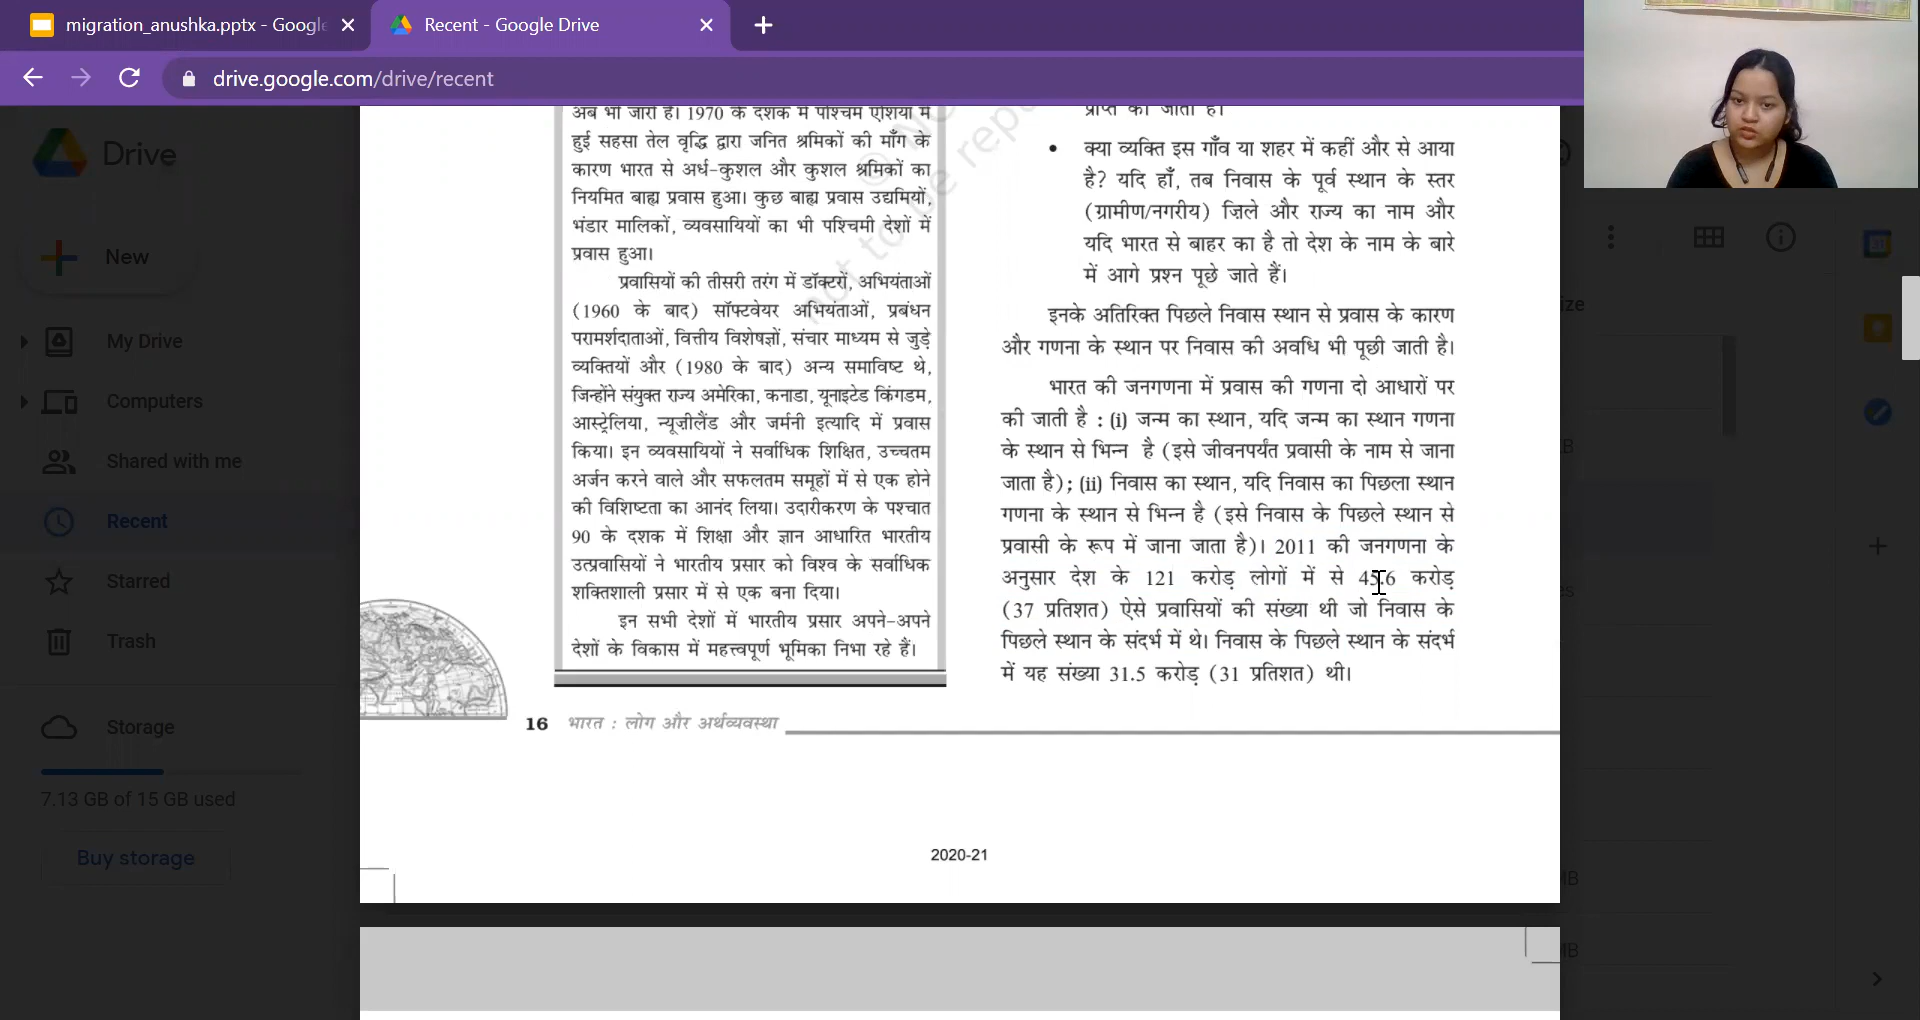 migration_anushka.pptx - Google
Recent - Google Drive
drive.google.com/drive/recent
Drive
New
My Drive
Computers
Shared with me
Recent
Starred
Trash
Storage
7.13 GB of 15 GB used
Buy storage
अब भी जारी है। 1970 के दशक में पश्चिम एशिया में
हुई सहसा तेल वृद्धि द्वारा जनित श्रमिकों की माँग के
कारण भारत से अर्ध-कुशल और कुशल श्रमिकों का
नियमित बाह्य प्रवास हुआ। कुछ बाह्य प्रवास उद्यमियों,
भंडार मालिकों, व्यवसायियों का भी पश्चिमी देशों में
प्रवास हुआ।
प्रवासियों की तीसरी तरंग में डॉक्टरों, अभियंताओं
(1960 के बाद) सॉफ्टवेयर अभियंताओं, प्रबंधन
परामर्शदाताओं, वित्तीय विशेषज्ञों, संचार माध्यम से जुड़े
व्यक्तियों और (1980 के बाद) अन्य समाविष्ट थे,
जिन्होंने संयुक्त राज्य अमेरिका, कनाडा, यूनाइटेड किंगडम,
आस्ट्रेलिया, न्यूज़ीलैंड और जर्मनी इत्यादि में प्रवास
किया। इन व्यवसायियों ने सर्वाधिक शिक्षित, उच्चतम
अर्जन करने वाले और सफलतम समूहों में से एक होने
की विशिष्टता का आनंद लिया। उदारीकरण के पश्चात
90 के दशक में शिक्षा और ज्ञान आधारित भारतीय
उत्प्रवासियों ने भारतीय प्रसार को विश्व के सर्वाधिक
शक्तिशाली प्रसार में से एक बना दिया।
इन सभी देशों में भारतीय प्रसार अपने-अपने
देशों के विकास में महत्त्वपूर्ण भूमिका निभा रहे हैं।
प्राप्त की जाती है।
• क्या व्यक्ति इस गाँव या शहर में कहीं और से आया
है? यदि हाँ, तब निवास के पूर्व स्थान के स्तर
(ग्रामीण/नगरीय) ज़िले और राज्य का नाम और
यदि भारत से बाहर का है तो देश के नाम के बारे
में आगे प्रश्न पूछे जाते हैं।
इनके अतिरिक्त पिछले निवास स्थान से प्रवास के कारण
और गणना के स्थान पर निवास की अवधि भी पूछी जाती है।
भारत की जनगणना में प्रवास की गणना दो आधारों पर
की जाती है : (i) जन्म का स्थान, यदि जन्म का स्थान गणना
के स्थान से भिन्न है (इसे जीवनपर्यंत प्रवासी के नाम से जाना
जाता है); (ii) निवास का स्थान, यदि निवास का पिछला स्थान
गणना के स्थान से भिन्न है (इसे निवास के पिछले स्थान से
प्रवासी के रूप में जाना जाता है)। 2011 की जनगणना के
अनुसार देश के 121 करोड़ लोगों में से 45.6 करोड़
(37 प्रतिशत) ऐसे प्रवासियों की संख्या थी जो निवास के
पिछले स्थान के संदर्भ में थे। निवास के पिछले स्थान के संदर्भ
में यह संख्या 31.5 करोड़ (31 प्रतिशत) थी।
not to be rep
16 भारत : लोग और अर्थव्यवस्था
2020-21